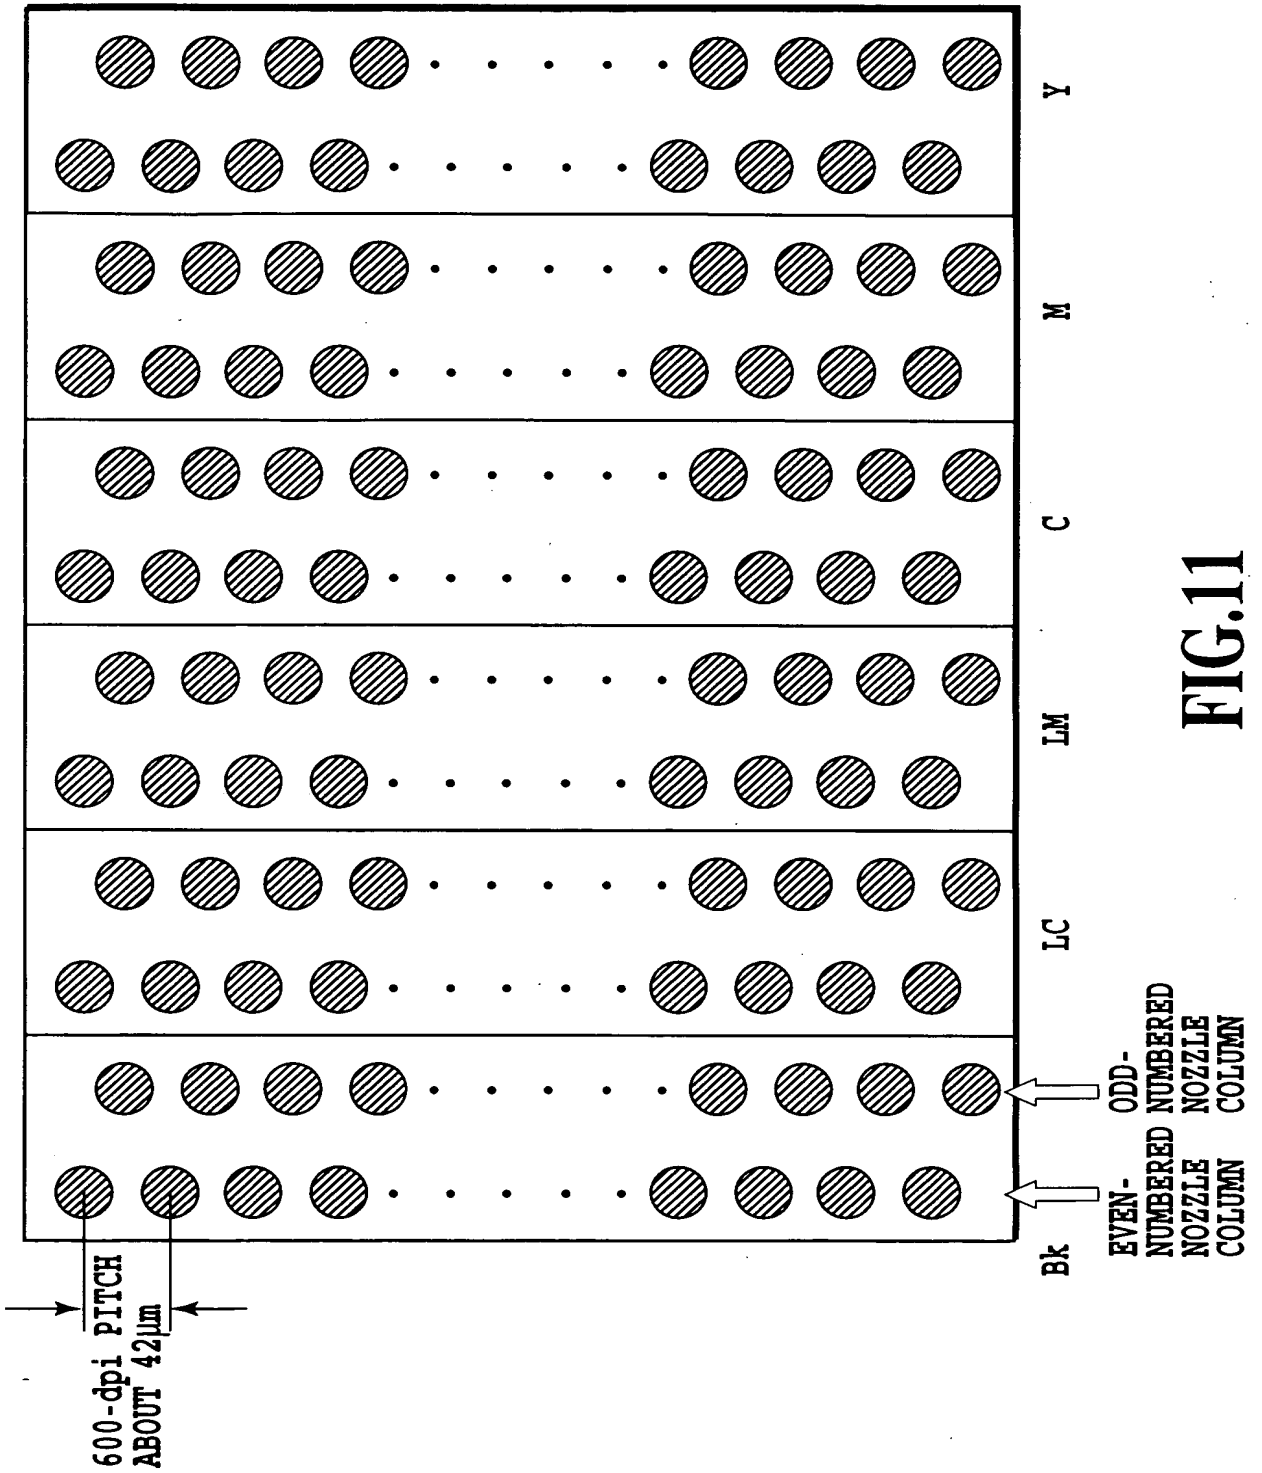 600-dpi PITCH
ABOUT 42μm
Bk
LC
LM
C
M
Y
EVEN-
NUMBERED
NOZZLE
COLUMN
ODD-
NUMBERED
NOZZLE
COLUMN
FIG.11